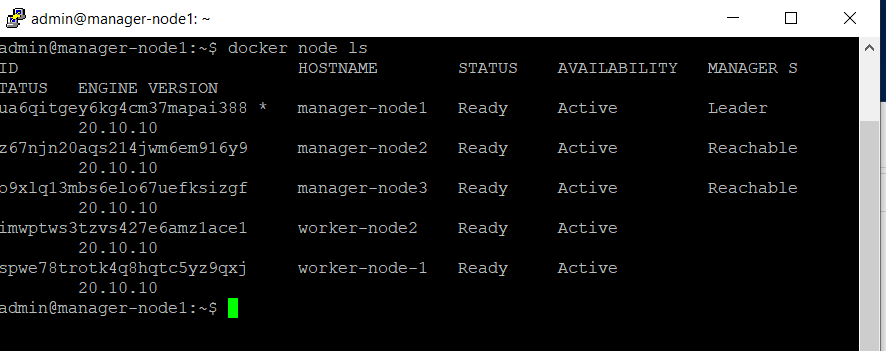 admin@manager-node1: ~
admin@manager-node1:~$ docker node ls
ID                            HOSTNAME        STATUS    AVAILABILITY   MANAGER S
TATUS   ENGINE VERSION
ua6qitgey6kg4cm37mapai388 *   manager-node1   Ready     Active         Leader
        20.10.10
z67njn20aqs214jwm6em916y9     manager-node2   Ready     Active         Reachable
        20.10.10
o9xlq13mbs6elo67uefksizgf     manager-node3   Ready     Active         Reachable
        20.10.10
imwptws3tzvs427e6amz1ace1     worker-node2    Ready     Active
        20.10.10
spwe78trotk4q8hqtc5yz9qxj     worker-node-1   Ready     Active
        20.10.10
admin@manager-node1:~$